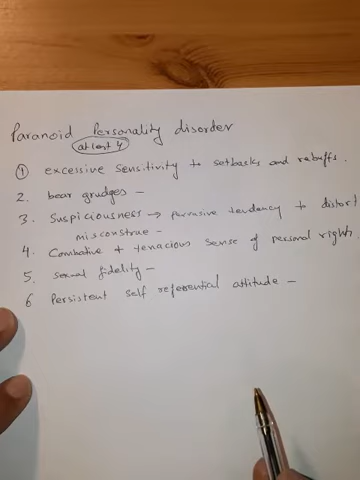 Paranoid Personality disorder
at least 4
① excessive sensitivity to setbacks and rebuffs.
2. bear grudges –
3. Suspiciousness → pervasive tendency to distort
misconstrue –
4. Combative + tenacious sense of personal rights
5. Sexual fidelity –
6 Persistent self referential attitude –